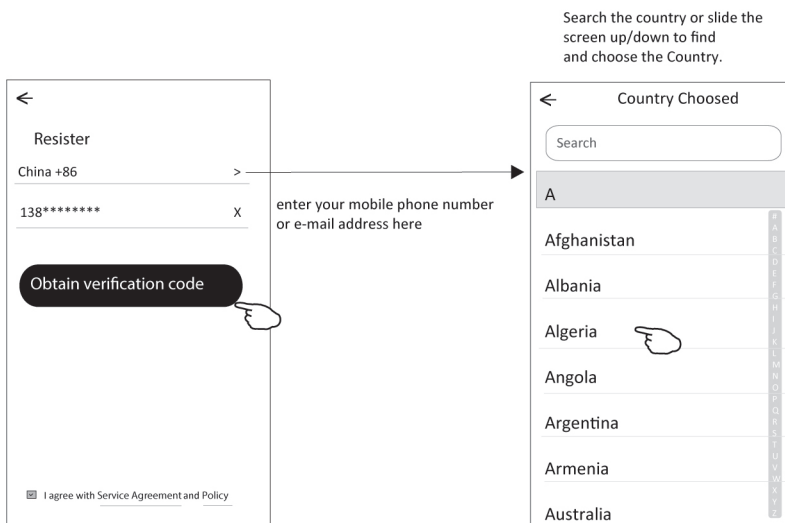 Search the country or slide the
screen up/down to find
and choose the Country.
←
Resister
China +86 >
138******** X
Obtain verification code
I agree with Service Agreement and Policy
enter your mobile phone number
or e-mail address here
← Country Choosed
Search
A
Afghanistan
Albania
Algeria
Angola
Argentina
Armenia
Australia
#
A
B
C
D
E
F
G
H
I
J
K
L
M
N
O
P
Q
R
S
T
U
V
W
X
Y
Z